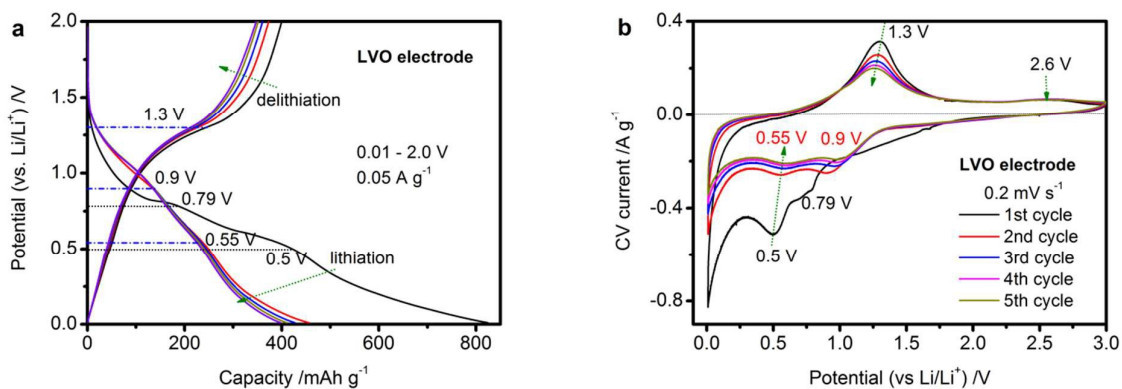 a
LVO electrode
delithiation
1.3 V
0.01 - 2.0 V
0.05 A g⁻¹
0.9 V
0.79 V
0.55 V
0.5 V
lithiation
2.0
1.5
1.0
0.5
0.0
0 200 400 600 800
Potential (vs. Li/Li⁺) /V
Capacity /mAh g⁻¹
b
1.3 V
2.6 V
0.55 V
0.9 V
0.79 V
0.5 V
LVO electrode
0.2 mV s⁻¹
1st cycle
2nd cycle
3rd cycle
4th cycle
5th cycle
0.4
0.0
-0.4
-0.8
0.0 0.5 1.0 1.5 2.0 2.5 3.0
CV current /A g⁻¹
Potential (vs Li/Li⁺) /V